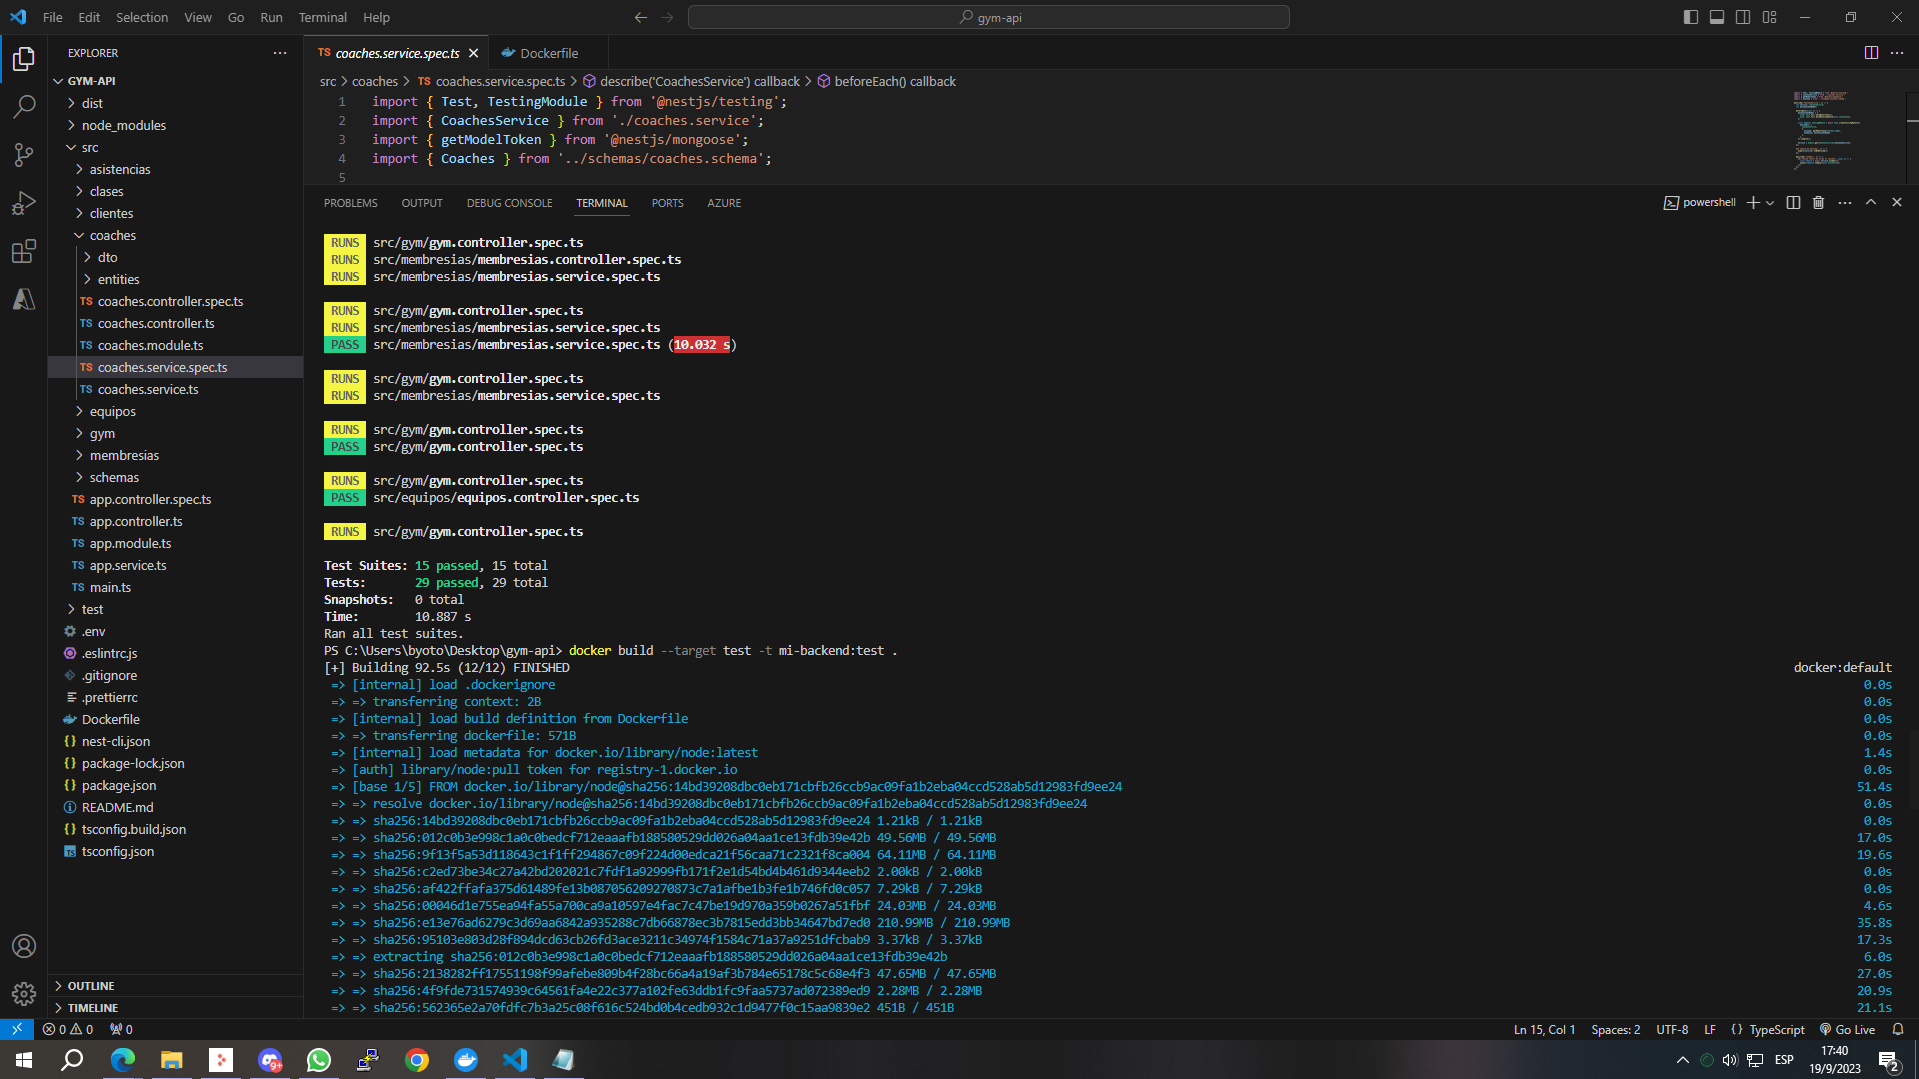 File Edit Selection View Go Run Terminal Help
gym-api
EXPLORER
GYM-API
dist
node_modules
src
asistencias
clases
clientes
coaches
dto
entities
TS coaches.controller.spec.ts
TS coaches.controller.ts
TS coaches.module.ts
TS coaches.service.spec.ts
TS coaches.service.ts
equipos
gym
membresias
schemas
TS app.controller.spec.ts
TS app.controller.ts
TS app.module.ts
TS app.service.ts
TS main.ts
test
.env
.eslintrc.js
.gitignore
.prettierrc
Dockerfile
{} nest-cli.json
{} package-lock.json
{} package.json
README.md
{} tsconfig.build.json
TS tsconfig.json
OUTLINE
TIMELINE
TS coaches.service.spec.ts
Dockerfile
src > coaches > TS coaches.service.spec.ts > describe('CoachesService') callback > beforeEach() callback
1 import { Test, TestingModule } from '@nestjs/testing';
2 import { CoachesService } from './coaches.service';
3 import { getModelToken } from '@nestjs/mongoose';
4 import { Coaches } from '../schemas/coaches.schema';
5
PROBLEMS OUTPUT DEBUG CONSOLE TERMINAL PORTS AZURE
powershell
RUNS src/gym/gym.controller.spec.ts
RUNS src/membresias/membresias.controller.spec.ts
RUNS src/membresias/membresias.service.spec.ts
RUNS src/gym/gym.controller.spec.ts
RUNS src/membresias/membresias.service.spec.ts
PASS src/membresias/membresias.service.spec.ts (10.032 s)
RUNS src/gym/gym.controller.spec.ts
RUNS src/membresias/membresias.service.spec.ts
RUNS src/gym/gym.controller.spec.ts
PASS src/gym/gym.controller.spec.ts
RUNS src/gym/gym.controller.spec.ts
PASS src/equipos/equipos.controller.spec.ts
RUNS src/gym/gym.controller.spec.ts
Test Suites: 15 passed, 15 total
Tests: 29 passed, 29 total
Snapshots: 0 total
Time: 10.887 s
Ran all test suites.
PS C:\Users\byoto\Desktop\gym-api> docker build --target test -t mi-backend:test .
[+] Building 92.5s (12/12) FINISHED docker:default
=> [internal] load .dockerignore 0.0s
=> => transferring context: 2B 0.0s
=> [internal] load build definition from Dockerfile 0.0s
=> => transferring dockerfile: 571B 0.0s
=> [internal] load metadata for docker.io/library/node:latest 1.4s
=> [auth] library/node:pull token for registry-1.docker.io 0.0s
=> [base 1/5] FROM docker.io/library/node@sha256:14bd39208dbc0eb171cbfb26ccb9ac09fa1b2eba04ccd528ab5d12983fd9ee24 51.4s
=> => resolve docker.io/library/node@sha256:14bd39208dbc0eb171cbfb26ccb9ac09fa1b2eba04ccd528ab5d12983fd9ee24 0.0s
=> => sha256:14bd39208dbc0eb171cbfb26ccb9ac09fa1b2eba04ccd528ab5d12983fd9ee24 1.21kB / 1.21kB 0.0s
=> => sha256:012c0b3e998c1a0c0bedcf712eaaafb188580529dd026a04aa1ce13fdb39e42b 49.56MB / 49.56MB 17.0s
=> => sha256:9f13f5a53d118643c1f1ff294867c09f224d00edca21f56caa71c2321f8ca004 64.11MB / 64.11MB 19.6s
=> => sha256:c2ed73be34c27a42bd202021c7fdf1a92999fb171f2e1d54bd4b461d9344eeb2 2.00kB / 2.00kB 0.0s
=> => sha256:af422ffafa375d61489fe13b087056209270873c7a1afbe1b3fe1b746fd0c057 7.29kB / 7.29kB 0.0s
=> => sha256:00046d1e755ea94fa55a700ca9a10597e4fac7c47be19d970a359b0267a51fbf 24.03MB / 24.03MB 4.6s
=> => sha256:e13e76ad6279c3d69aa6842a935288c7db66878ec3b7815edd3bb34647bd7ed0 210.99MB / 210.99MB 35.8s
=> => sha256:95103e803d28f894dcd63cb26fd3ace3211c34974f1584c71a37a9251dfcbab9 3.37kB / 3.37kB 17.3s
=> => extracting sha256:012c0b3e998c1a0c0bedcf712eaaafb188580529dd026a04aa1ce13fdb39e42b 6.0s
=> => sha256:2138282ff17551198f99afebe809b4f28bc66a4a19af3b784e65178c5c68e4f3 47.65MB / 47.65MB 27.0s
=> => sha256:4f9fde731574939c64561fa4e22c377a102fe63ddb1fc9faa5737ad072389ed9 2.28MB / 2.28MB 20.9s
=> => sha256:562365e2a70fdfc7b3a25c08f616c524bd0b4cedb932c1d9477f0c15aa9839e2 451B / 451B 21.1s
0 0 0
Ln 15, Col 1 Spaces: 2 UTF-8 LF {} TypeScript Go Live
9+
ESP
17:40
19/9/2023
2